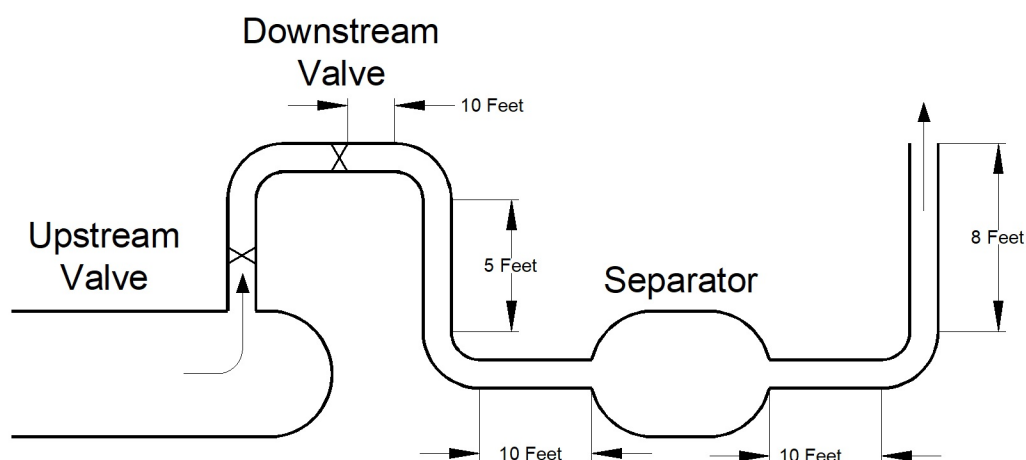 Downstream
Valve
10 Feet
Upstream
Valve
5 Feet
Separator
8 Feet
10 Feet
10 Feet